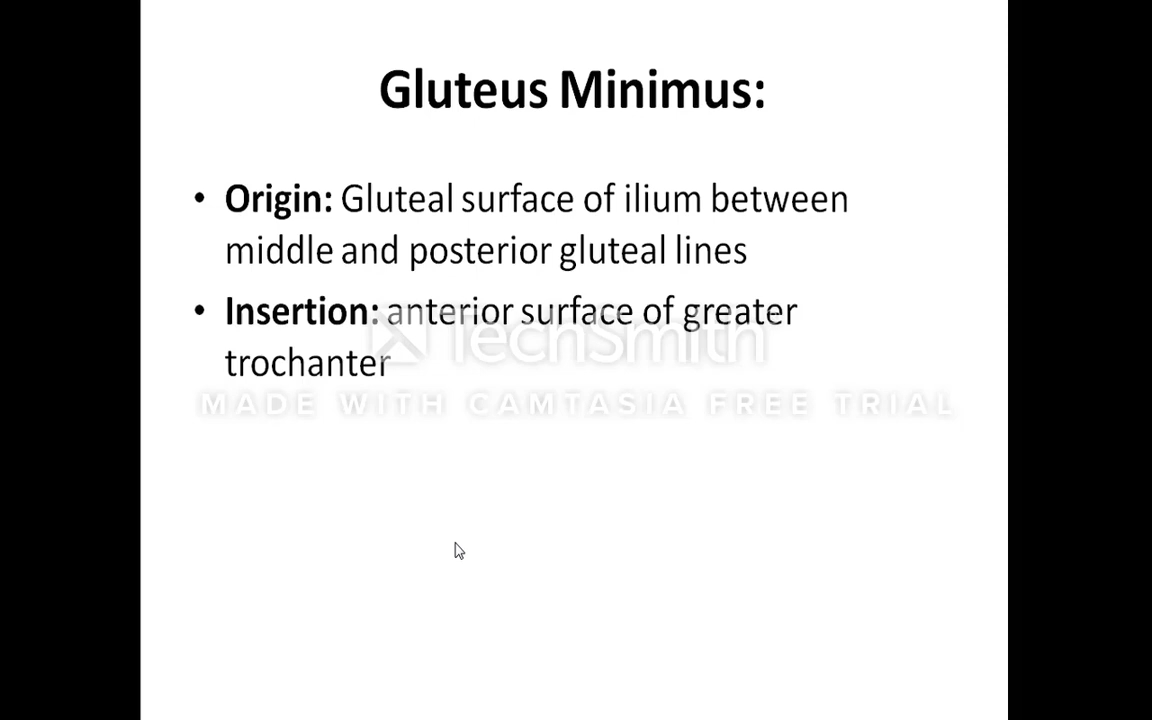 Gluteus Minimus:
• Origin: Gluteal surface of ilium between
middle and posterior gluteal lines
• Insertion: anterior surface of greater
trochanter
TechSmith
MADE WITH CAMTASIA FREE TRIAL